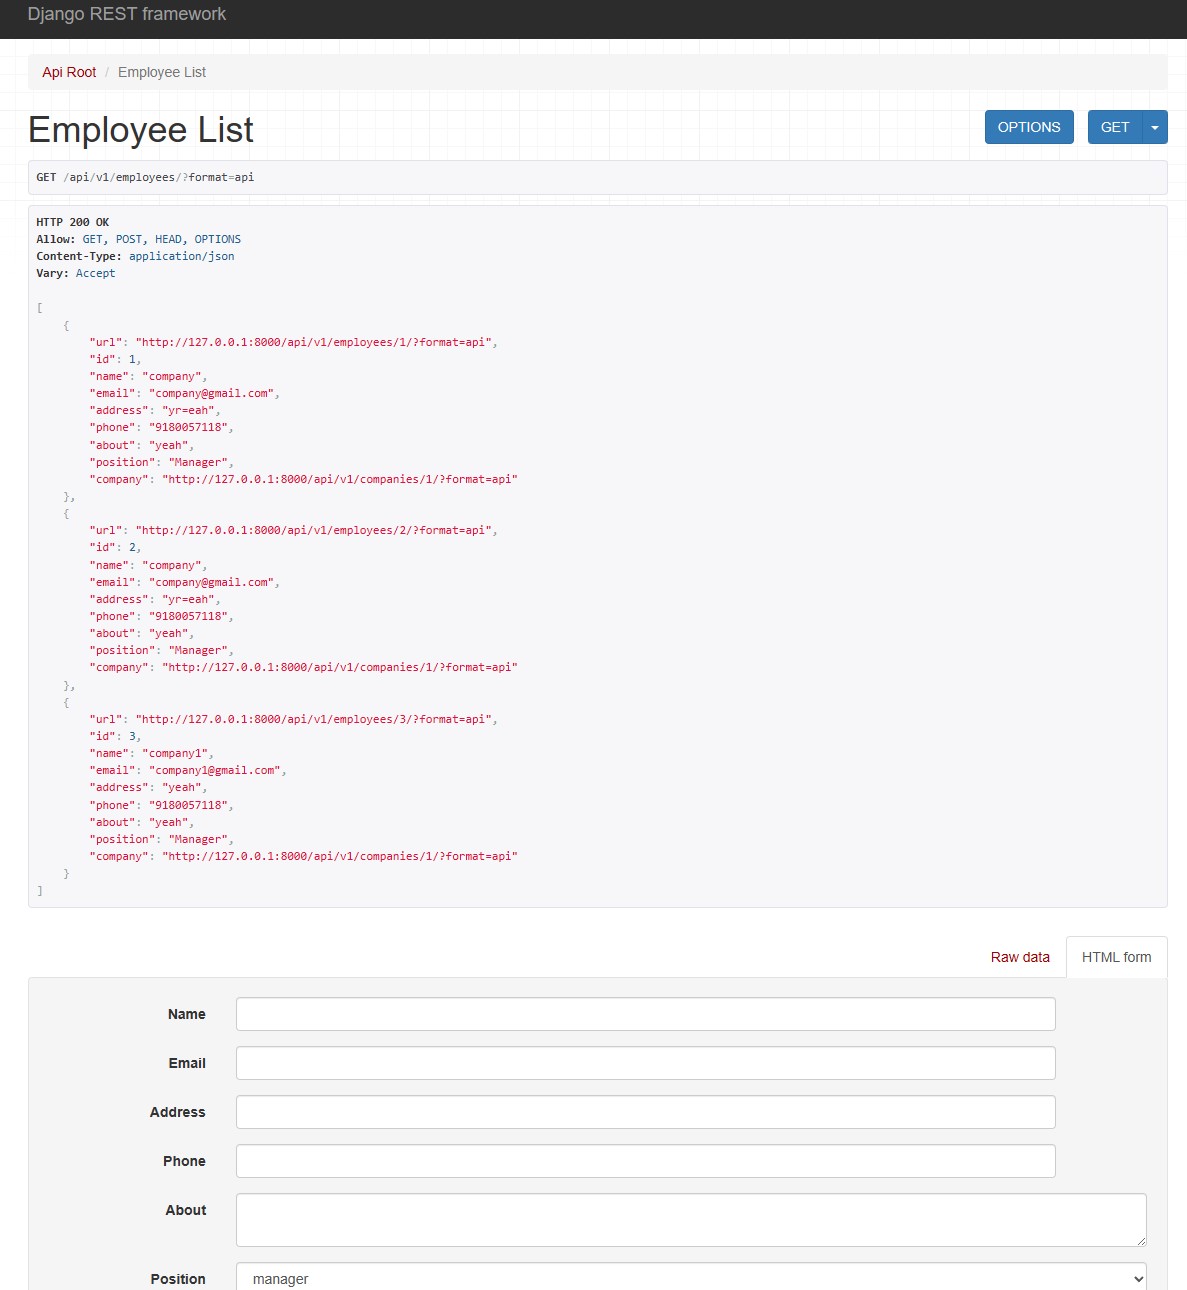 Django REST framework
Api Root / Employee List
Employee List
OPTIONS
GET
GET /api/v1/employees/?format=api
HTTP 200 OK
Allow: GET, POST, HEAD, OPTIONS
Content-Type: application/json
Vary: Accept
[
    {
        "url": "http://127.0.0.1:8000/api/v1/employees/1/?format=api",
        "id": 1,
        "name": "company",
        "email": "company@gmail.com",
        "address": "yr=eah",
        "phone": "9180057118",
        "about": "yeah",
        "position": "Manager",
        "company": "http://127.0.0.1:8000/api/v1/companies/1/?format=api"
    },
    {
        "url": "http://127.0.0.1:8000/api/v1/employees/2/?format=api",
        "id": 2,
        "name": "company",
        "email": "company@gmail.com",
        "address": "yr=eah",
        "phone": "9180057118",
        "about": "yeah",
        "position": "Manager",
        "company": "http://127.0.0.1:8000/api/v1/companies/1/?format=api"
    },
    {
        "url": "http://127.0.0.1:8000/api/v1/employees/3/?format=api",
        "id": 3,
        "name": "company1",
        "email": "company1@gmail.com",
        "address": "yeah",
        "phone": "9180057118",
        "about": "yeah",
        "position": "Manager",
        "company": "http://127.0.0.1:8000/api/v1/companies/1/?format=api"
    }
]
Raw data
HTML form
Name
Email
Address
Phone
About
Position
manager